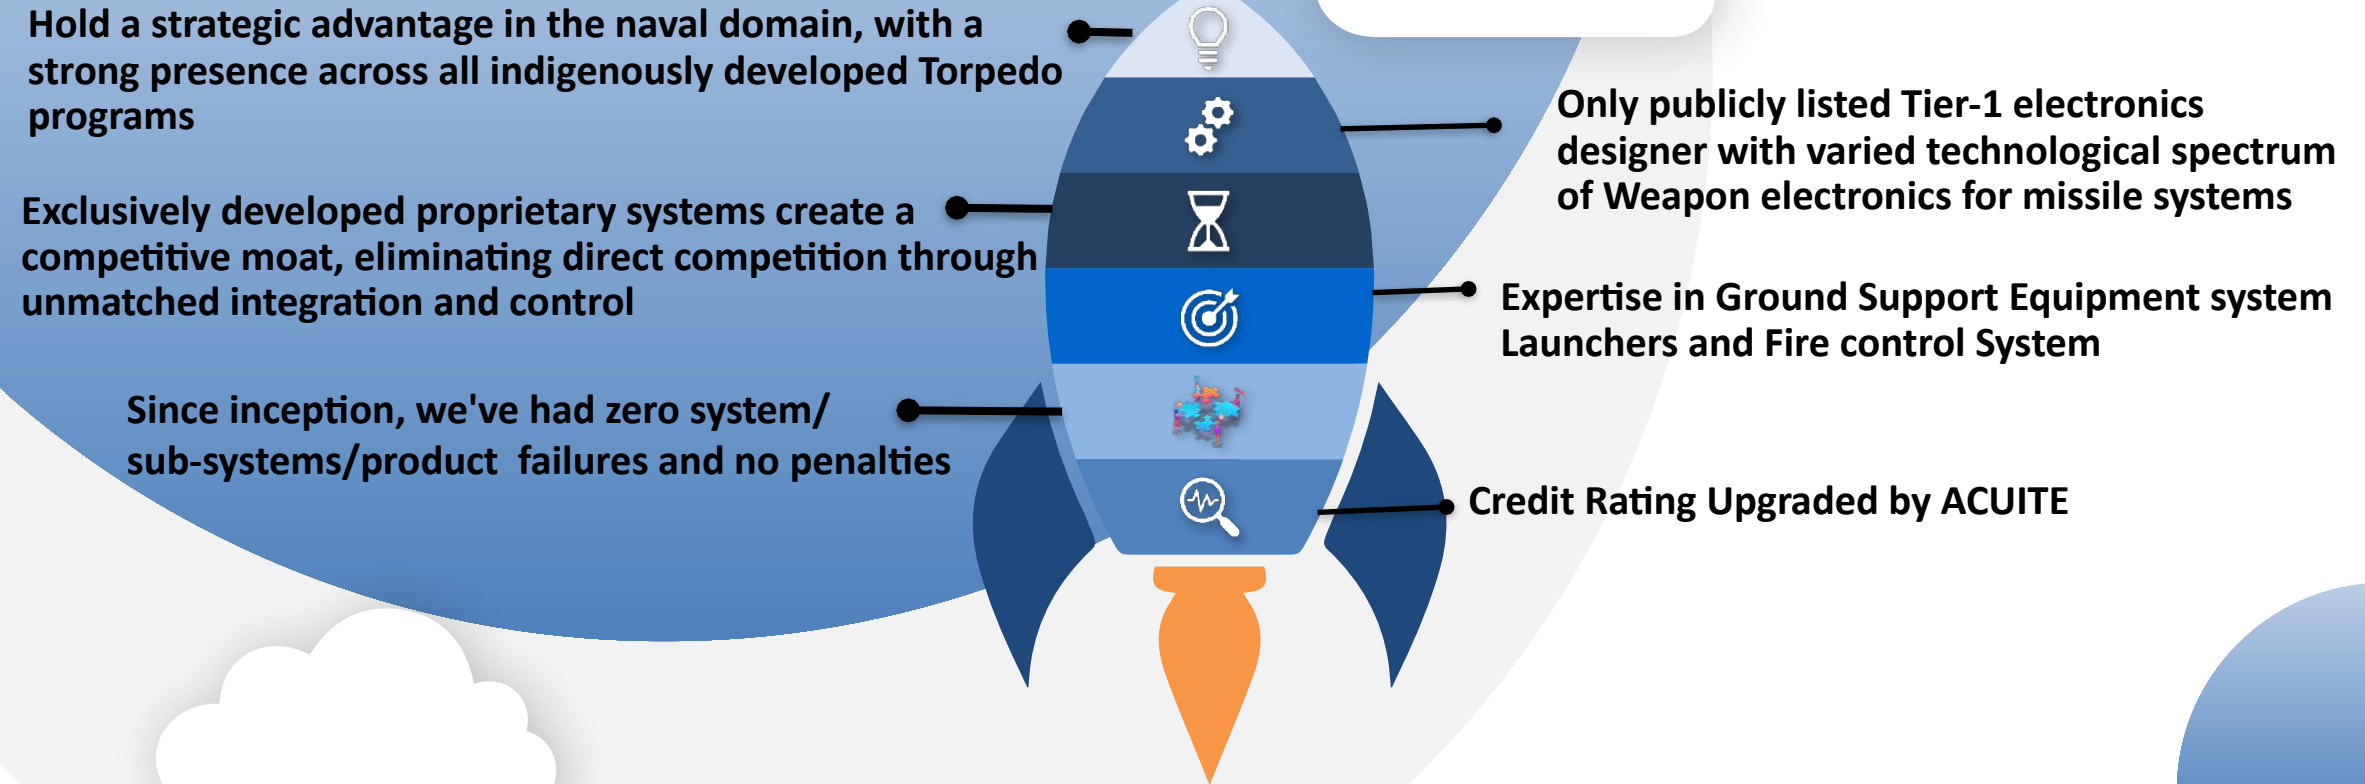 Hold a strategic advantage in the naval domain, with a
strong presence across all indigenously developed Torpedo
programs
Exclusively developed proprietary systems create a
competitive moat, eliminating direct competition through
unmatched integration and control
Since inception, we've had zero system/
sub-systems/product  failures and no penalties
Only publicly listed Tier-1 electronics
designer with varied technological spectrum
of Weapon electronics for missile systems
Expertise in Ground Support Equipment system
Launchers and Fire control System
Credit Rating Upgraded by ACUITE